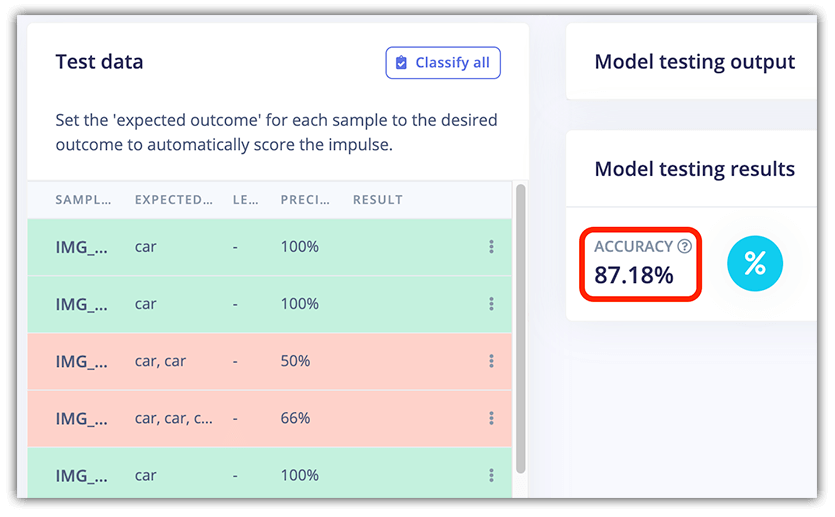 Test data
Classify all
Set the 'expected outcome' for each sample to the desired
outcome to automatically score the impulse.
SAMPL... EXPECTED... LE... PRECI... RESULT
IMG_... car - 100%
IMG_... car - 100%
IMG_... car, car - 50%
IMG_... car, car, c... - 66%
IMG_... car - 100%
Model testing output
Model testing results
ACCURACY ?
87.18%
%